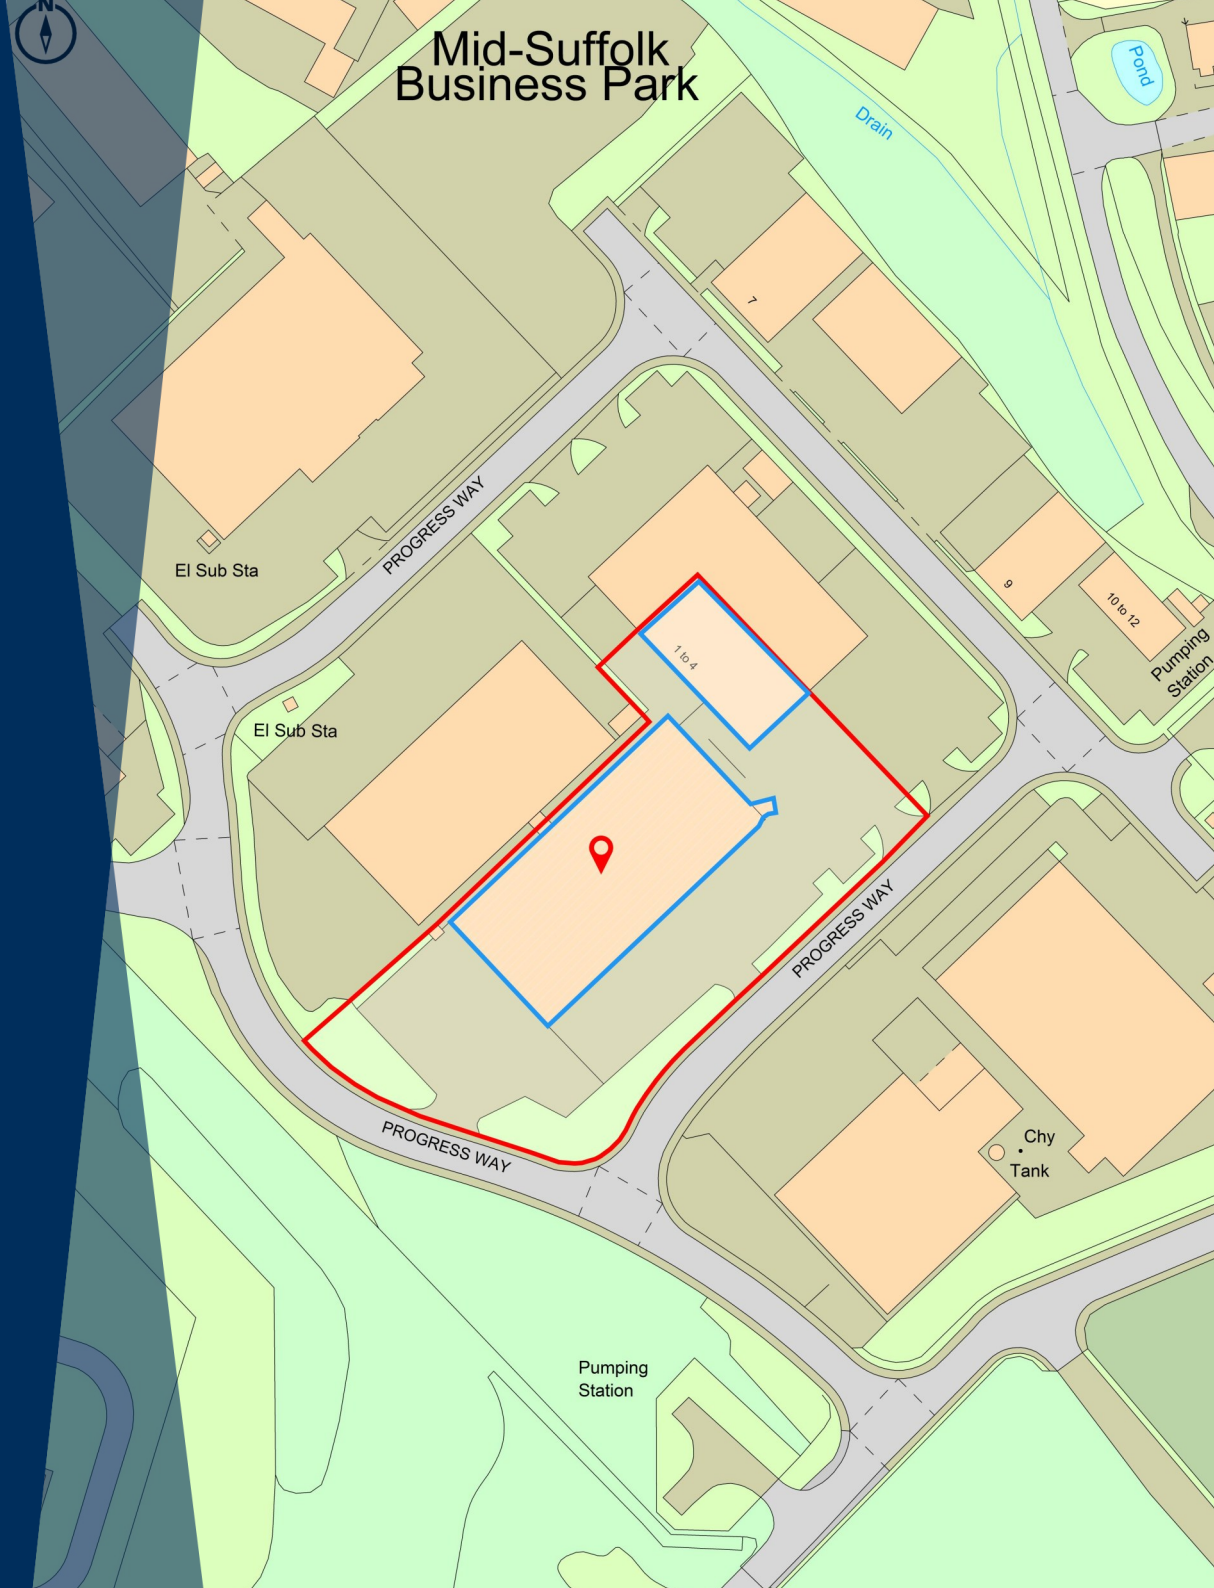 N
Mid-Suffolk
Business Park
Pond
Drain
7
PROGRESS WAY
El Sub Sta
9
10 to 12
Pumping
Station
1 to 4
El Sub Sta
PROGRESS WAY
PROGRESS WAY
Chy
Tank
Pumping
Station